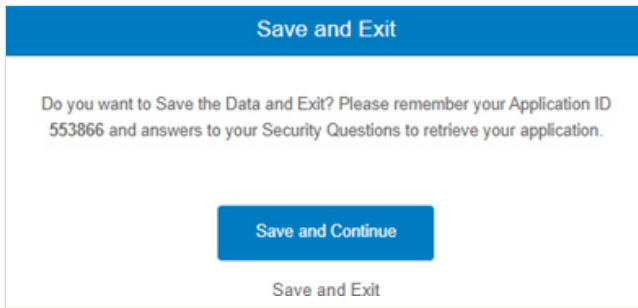 Save and Exit
Do you want to Save the Data and Exit? Please remember your Application ID
553866 and answers to your Security Questions to retrieve your application.
Save and Continue
Save and Exit